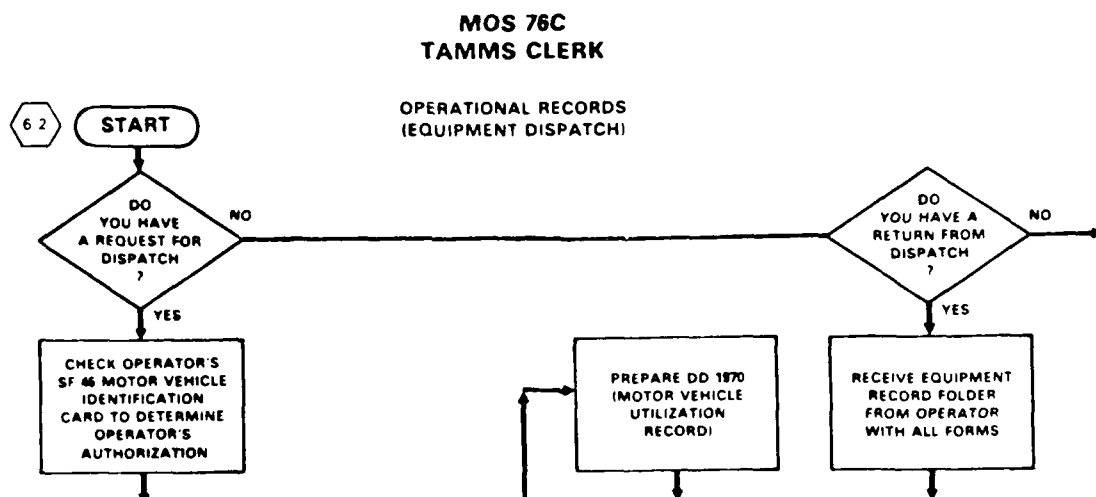 MOS 76C
TAMMS CLERK
OPERATIONAL RECORDS
(EQUIPMENT DISPATCH)
6 2
START
DO
YOU HAVE
A REQUEST FOR
DISPATCH
?
NO
YES
CHECK OPERATOR'S
SF 46 MOTOR VEHICLE
IDENTIFICATION
CARD TO DETERMINE
OPERATOR'S
AUTHORIZATION
PREPARE DD 1970
(MOTOR VEHICLE
UTILIZATION
RECORD)
DO
YOU HAVE A
RETURN FROM
DISPATCH
?
NO
YES
RECEIVE EQUIPMENT
RECORD FOLDER
FROM OPERATOR
WITH ALL FORMS